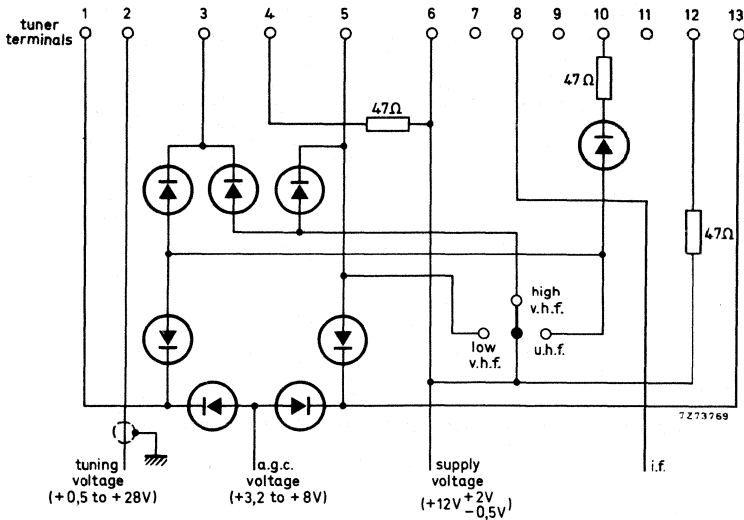 tuner
terminals
1 2 3 4 5 6 7 8 9 10 11 12 13
47Ω
47Ω
47Ω
high
v.h.f.
low
v.h.f.
u.h.f.
7Z73769
tuning
voltage
(+0,5 to +28V)
a.g.c.
voltage
(+3,2 to +8V)
supply
voltage
(+12V +2V
-0,5V)
i.f.